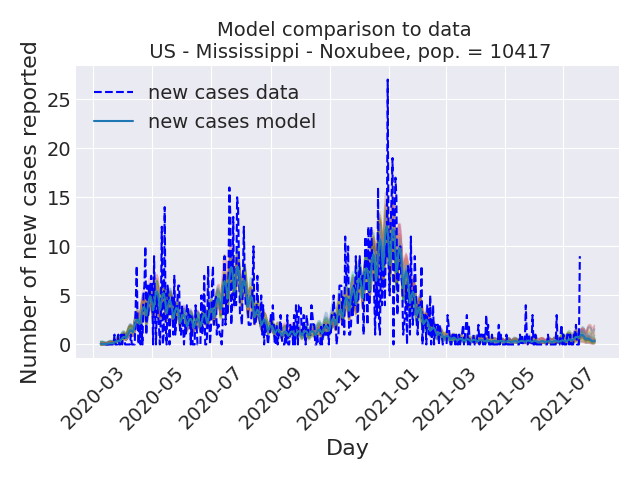 Model comparison to data
US - Mississippi - Noxubee, pop. = 10417
Number of new cases reported
25
20
15
10
5
0
new cases data
new cases model
2020-03
2020-05
2020-07
2020-09
2020-11
2021-01
2021-03
2021-05
2021-07
Day